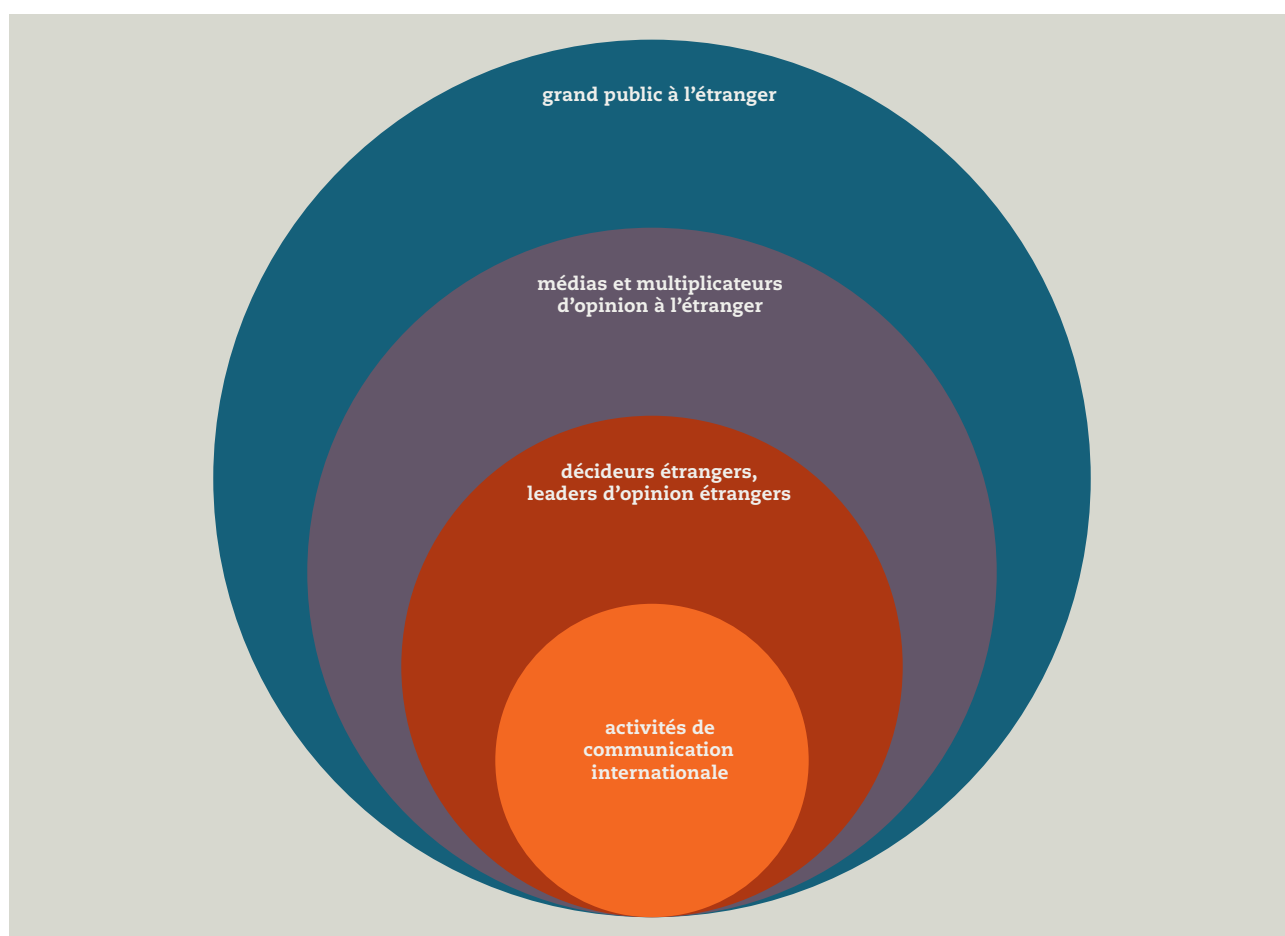 grand public à l’étranger
médias et multiplicateurs
d’opinion à l’étranger
décideurs étrangers,
leaders d’opinion étrangers
activités de
communication
internationale